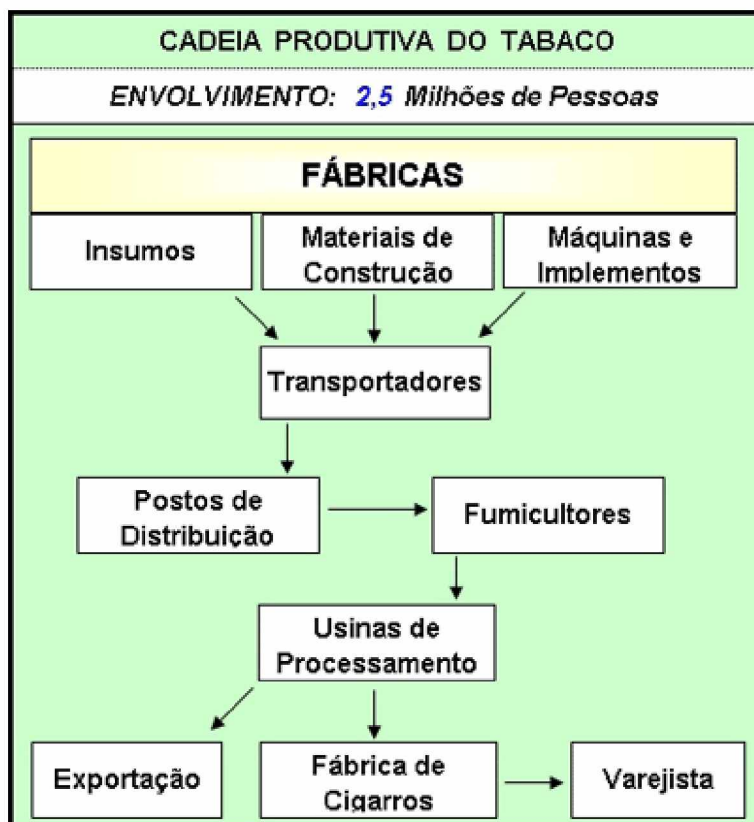 CADEIA PRODUTIVA DO TABACO
ENVOLVIMENTO: 2,5 Milhões de Pessoas
FÁBRICAS
Insumos
Materiais de
Construção
Máquinas e
Implementos
Transportadores
Postos de
Distribuição
Fumicultores
Usinas de
Processamento
Exportação
Fábrica de
Cigarros
Varejista